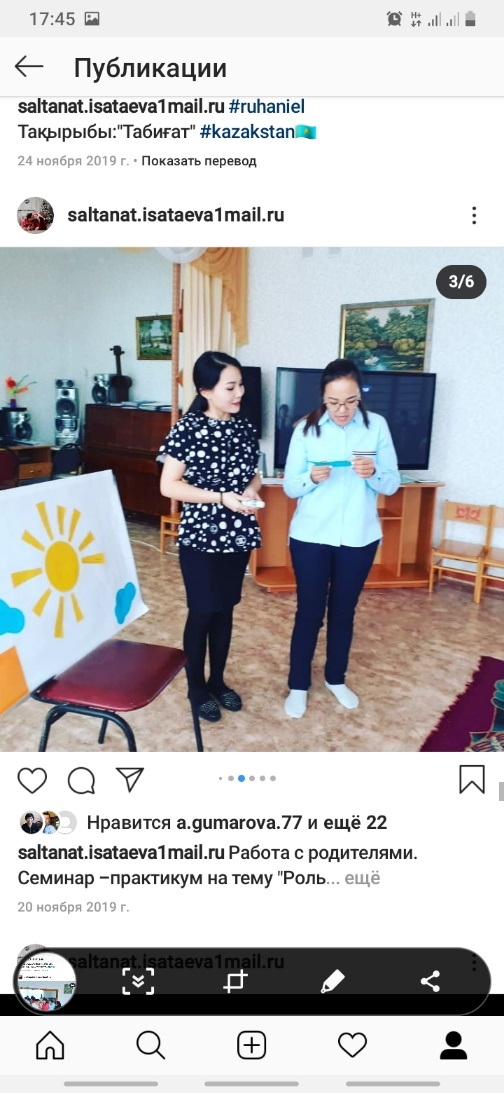 17:45
Публикации
saltanat.isataeva1mail.ru #ruhaniel
Тақырыбы:"Табиғат" #kazakstan🇰🇿
24 ноября 2019 г. • Показать перевод
saltanat.isataeva1mail.ru
3/6
Нравится a.gumarova.77 и ещё 22
saltanat.isataeva1mail.ru Работа с родителями.
Семинар –практикум на тему "Роль... ещё
20 ноября 2019 г.
saltanat.isataeva1mail.ru